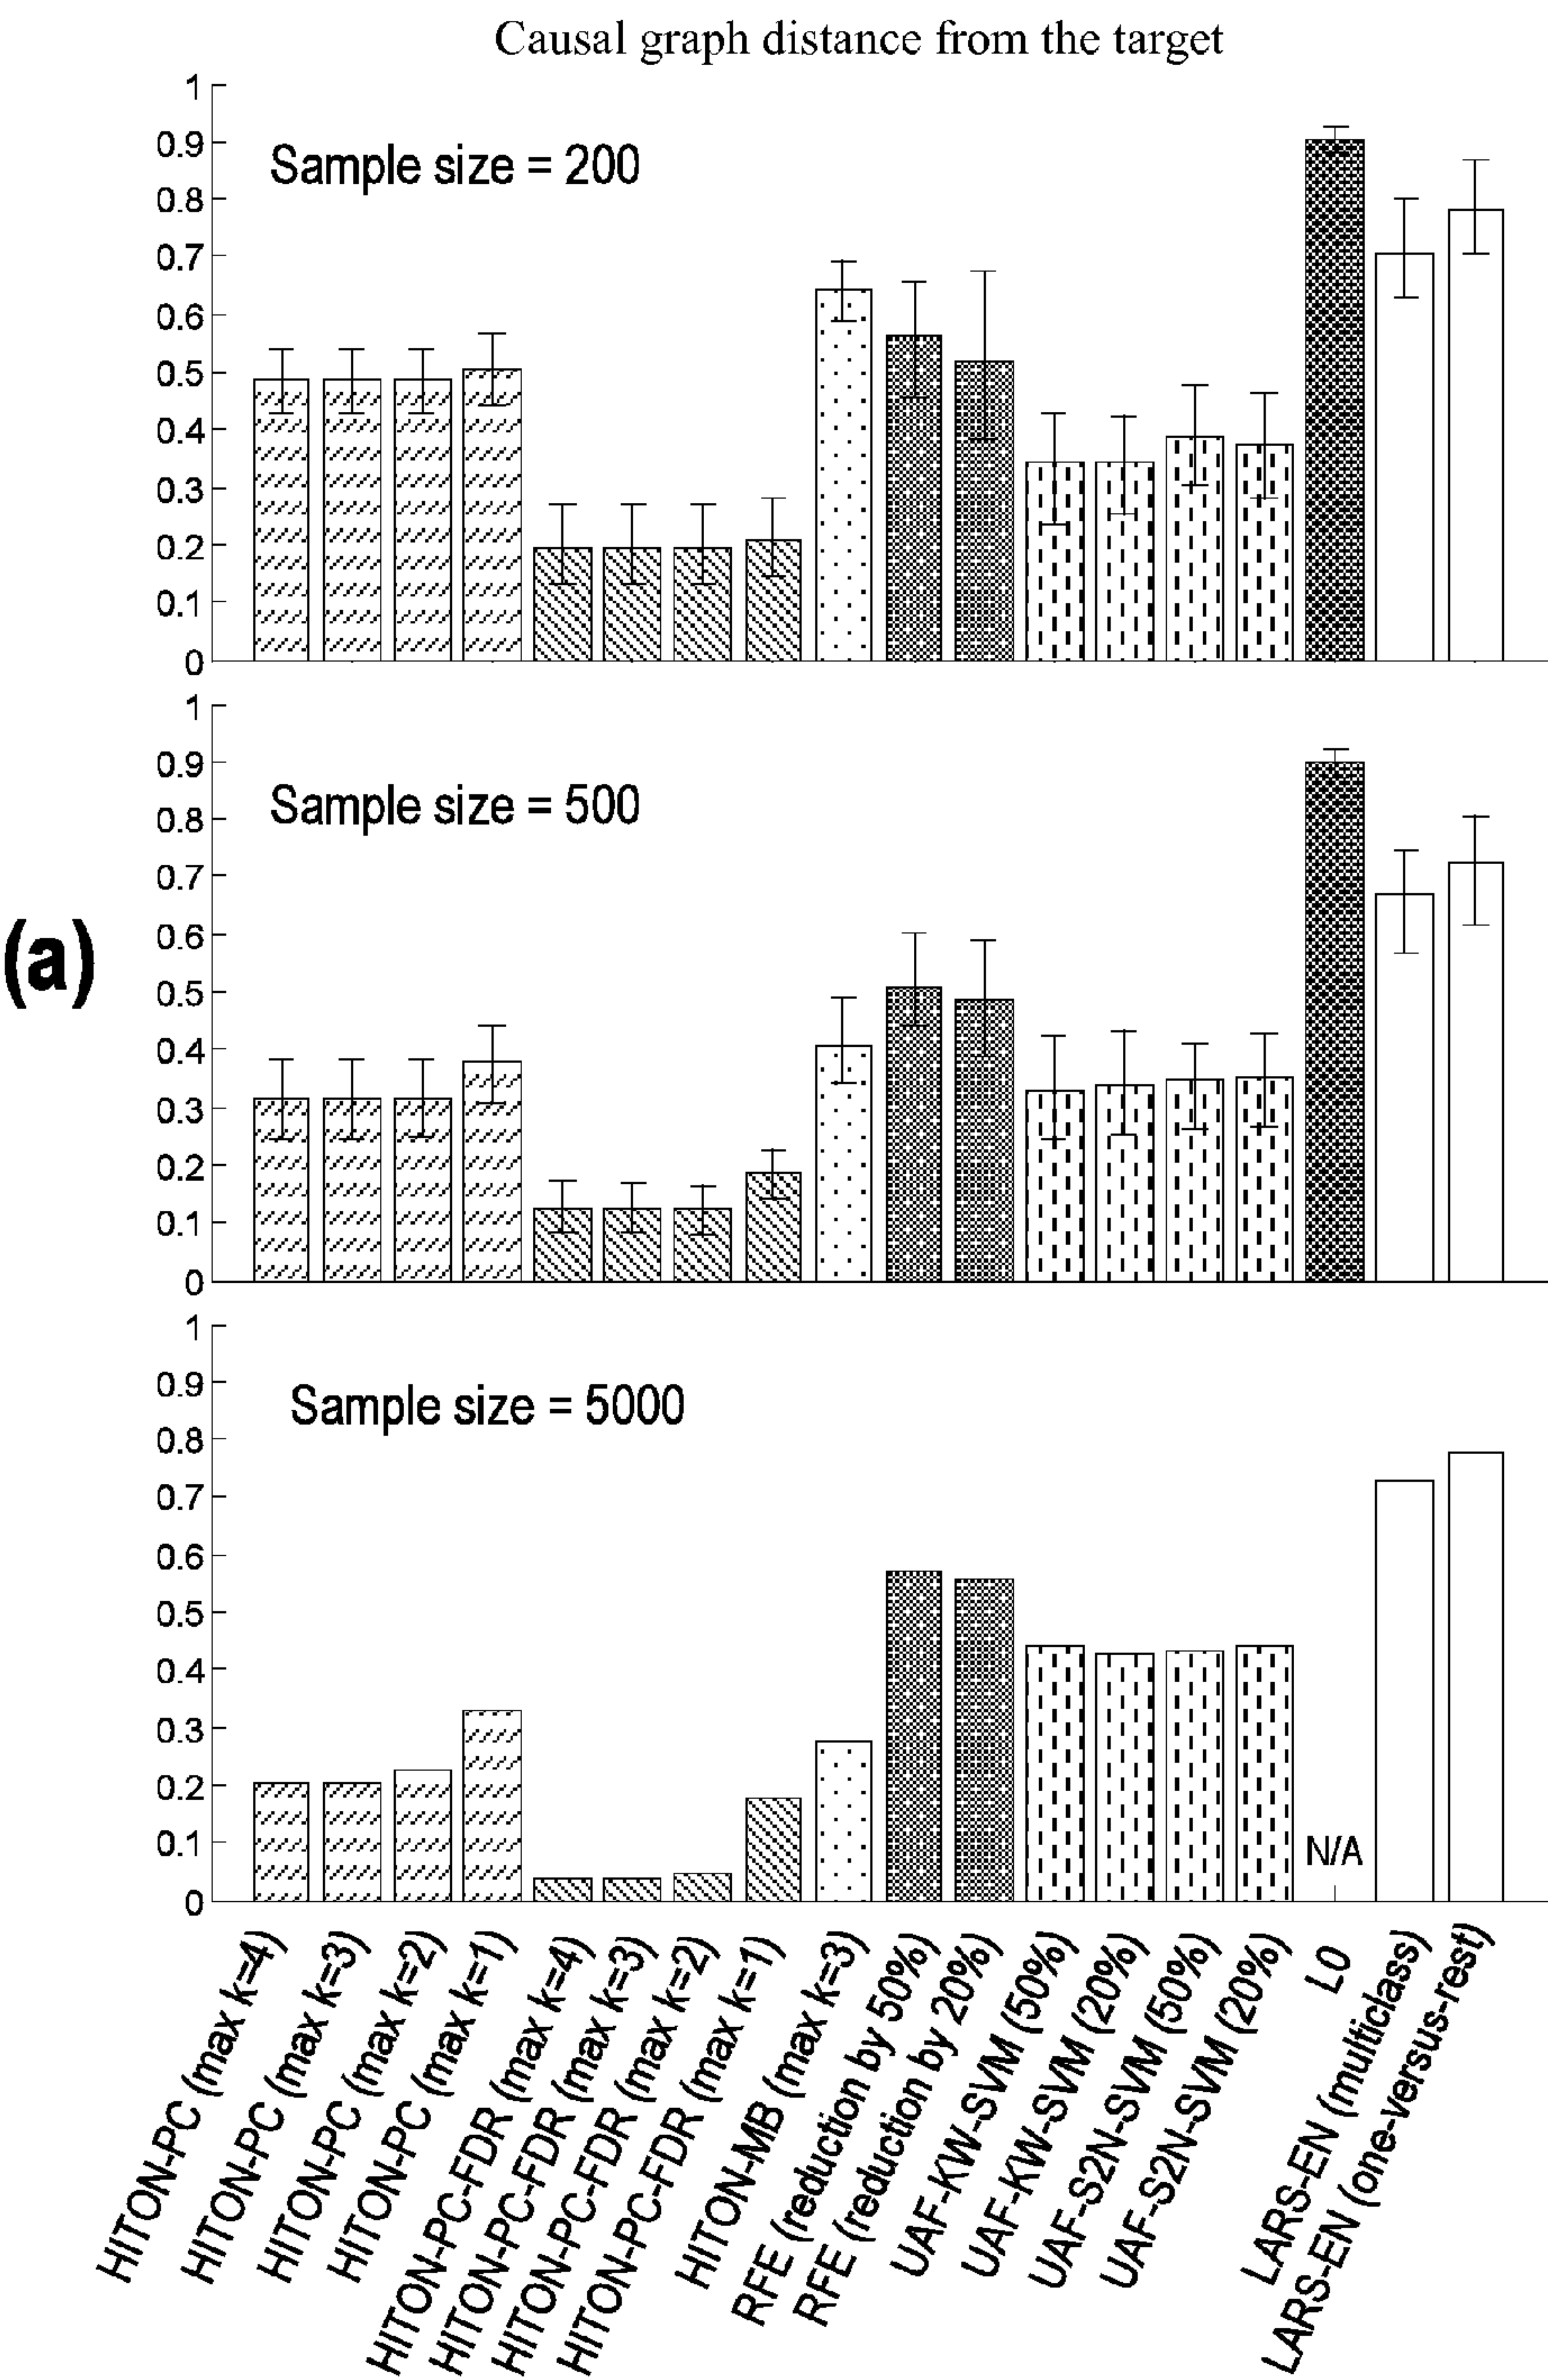 Causal graph distance from the target
1
0.9
0.8
0.7
0.6
0.5
0.4
0.3
0.2
0.1
0
Sample size = 200
1
0.9
0.8
0.7
0.6
0.5
0.4
0.3
0.2
0.1
0
Sample size = 500
(a)
1
0.9
0.8
0.7
0.6
0.5
0.4
0.3
0.2
0.1
0
Sample size = 5000
N/A
HITON-PC (max k=4)
HITON-PC (max k=3)
HITON-PC (max k=2)
HITON-PC (max k=1)
HITON-PC-FDR (max k=4)
HITON-PC-FDR (max k=3)
HITON-PC-FDR (max k=2)
HITON-PC-FDR (max k=1)
HITON-MB (max k=3)
RFE (reduction by 50%)
RFE (reduction by 20%)
UAF-KW-SVM (50%)
UAF-KW-SVM (20%)
UAF-S2N-SVM (50%)
UAF-S2N-SVM (20%)
L0
LARS-EN (multiclass)
LARS-EN (one-versus-rest)